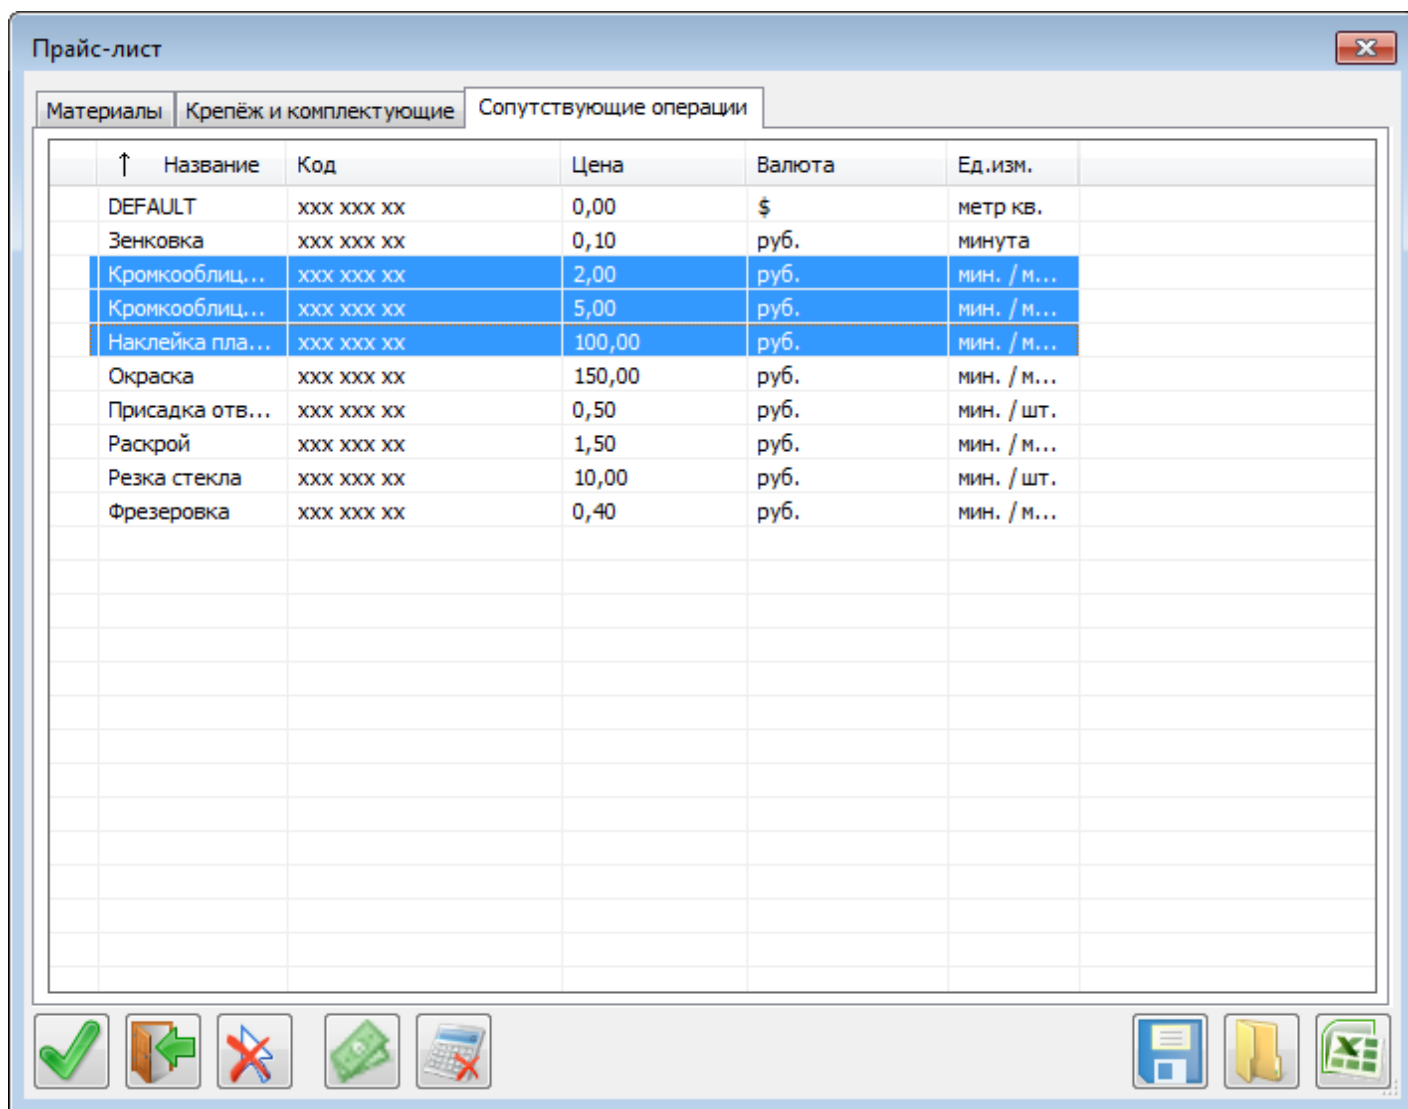 Прайс-лист
Материалы Крепёж и комплектующие Сопутствующие операции
↑ Название Код Цена Валюта Ед.изм.
DEFAULT xxx xxx xx 0,00 $ метр кв.
Зенковка xxx xxx xx 0,10 руб. минута
Кромкооблиц... xxx xxx xx 2,00 руб. мин. / м...
Кромкооблиц... xxx xxx xx 5,00 руб. мин. / м...
Наклейка пла... xxx xxx xx 100,00 руб. мин. / м...
Окраска xxx xxx xx 150,00 руб. мин. / м...
Присадка отв... xxx xxx xx 0,50 руб. мин. / шт.
Раскрой xxx xxx xx 1,50 руб. мин. / м...
Резка стекла xxx xxx xx 10,00 руб. мин. / шт.
Фрезеровка xxx xxx xx 0,40 руб. мин. / м...